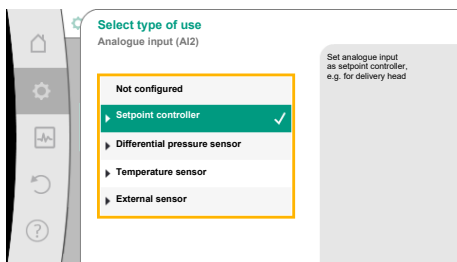 Select type of use
Analogue input (AI2)
Set analogue input
as setpoint controller,
e.g. for delivery head
Not configured
Setpoint controller
Differential pressure sensor
Temperature sensor
External sensor
?